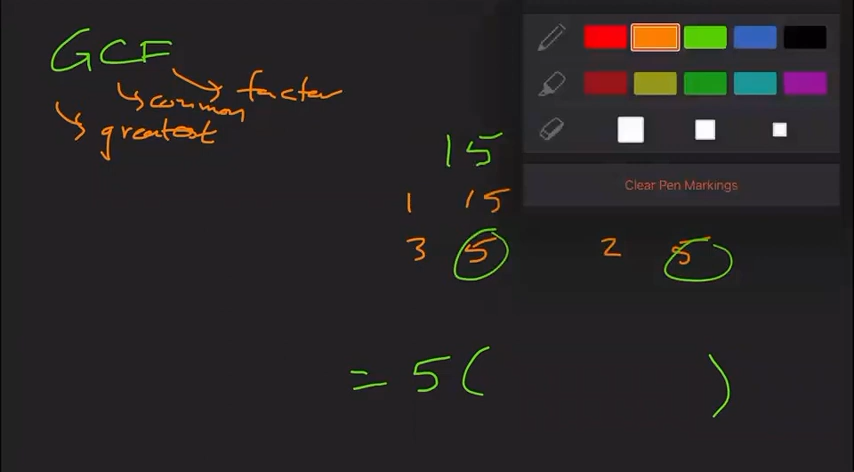 GCF
factor
common
greatest
15
1 15
3 5 2 5
= 5 ( )
Clear Pen Markings